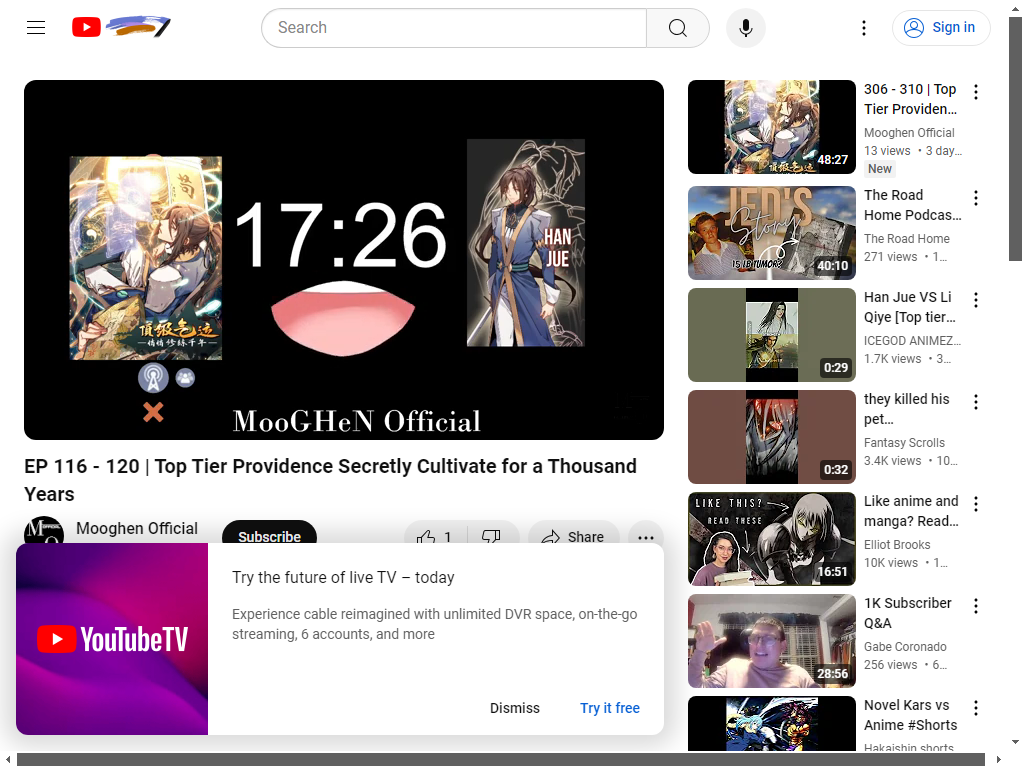 Search
Sign in
17:26
HAN
JUE
頂級气运
悄悄修練千年
MooGHeN Official
EP 116 - 120 | Top Tier Providence Secretly Cultivate for a Thousand
Years
Mooghen Official
Subscribe
1
Share
YouTubeTV
Try the future of live TV – today
Experience cable reimagined with unlimited DVR space, on-the-go
streaming, 6 accounts, and more
Dismiss
Try it free
48:27
306 - 310 | Top
Tier Providen...
Mooghen Official
13 views • 3 day...
New
JED'S
Story
IS IT B TUMOR?
40:10
The Road
Home Podcas...
The Road Home
271 views • 1...
0:29
Han Jue VS Li
Qiye [Top tier...
ICEGOD ANIMEZ...
1.7K views • 3...
0:32
they killed his
pet...
Fantasy Scrolls
3.4K views • 10...
LIKE THIS?
READ THESE
16:51
Like anime and
manga? Read...
Elliot Brooks
10K views • 1...
28:56
1K Subscriber
Q&A
Gabe Coronado
256 views • 6...
Novel Kars vs
Anime #Shorts
Hakaishin shorts